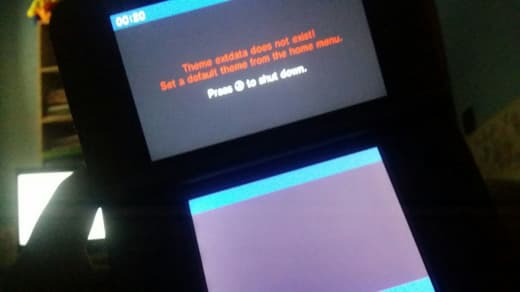 00:20
Theme extdata does not exist!
Set a default theme from the home menu.
Press Ⓐ to shut down.